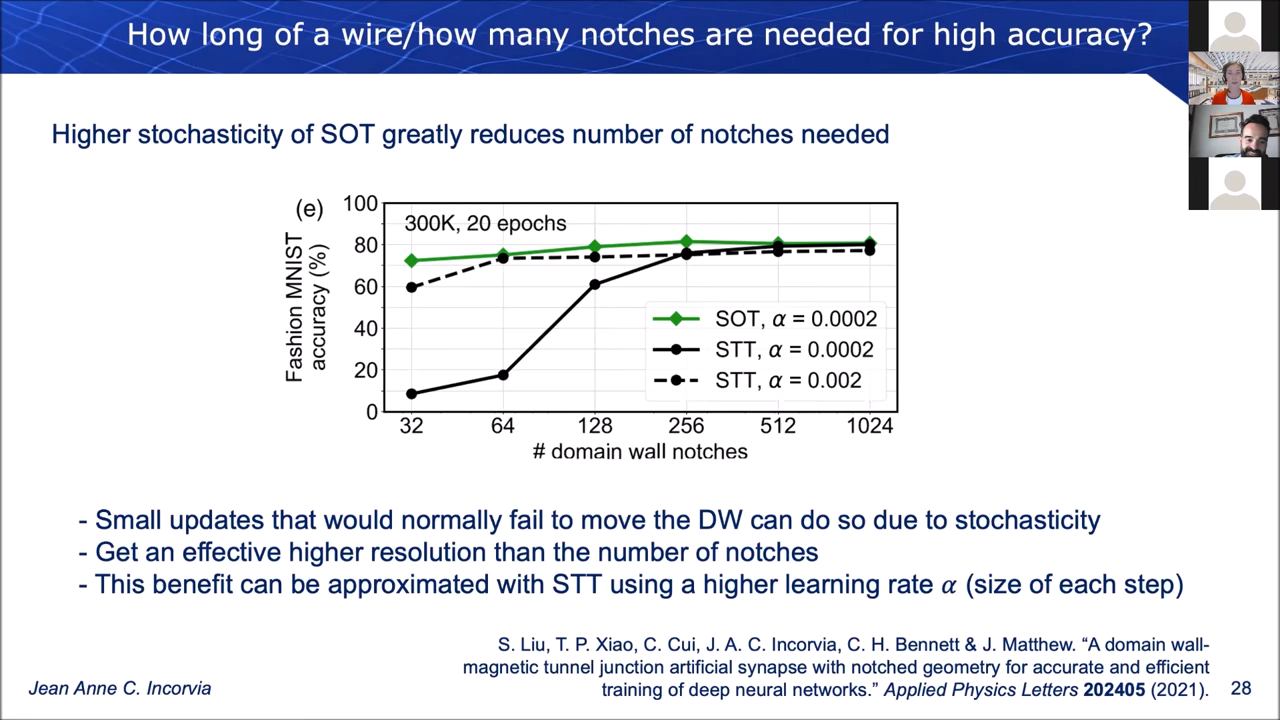 How long of a wire/how many notches are needed for high accuracy?
Higher stochasticity of SOT greatly reduces number of notches needed
(e)
300K, 20 epochs
Fashion MNIST
accuracy (%)
100
80
60
40
20
0
SOT, α = 0.0002
STT, α = 0.0002
STT, α = 0.002
32 64 128 256 512 1024
# domain wall notches
- Small updates that would normally fail to move the DW can do so due to stochasticity
- Get an effective higher resolution than the number of notches
- This benefit can be approximated with STT using a higher learning rate α (size of each step)
S. Liu, T. P. Xiao, C. Cui, J. A. C. Incorvia, C. H. Bennett & J. Matthew. “A domain wall-
magnetic tunnel junction artificial synapse with notched geometry for accurate and efficient
training of deep neural networks.” Applied Physics Letters 202405 (2021).
Jean Anne C. Incorvia
28